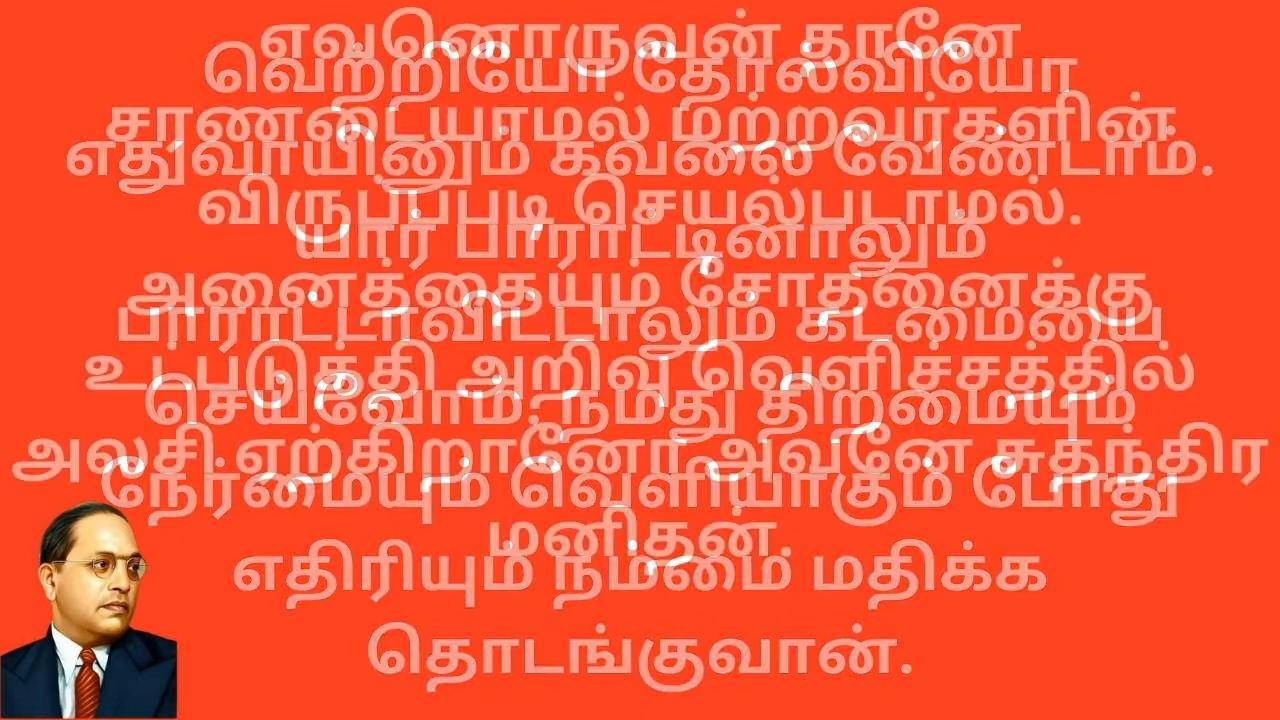 எவனொருவன் தானே
வெற்றியோ தோல்வியோ
சரணடையாமல் மற்றவர்களின்
எதுவாயினும் கவலை வேண்டாம்.
விருப்பப்படி செயல்படாமல்.
யார் பாராட்டினாலும்
அனைத்தையும் சோதனைக்கு
பாராட்டாவிட்டாலும் கடமையை
உட்படுத்தி அறிவு வெளிச்சத்தில்
செய்வோம். நமது திறமையும்
அலசி ஏற்கிறானோ அவனே சுதந்திர
நேர்மையும் வெளியாகும் போது
மனிதன்.
எதிரியும் நம்மை மதிக்க
தொடங்குவான்.